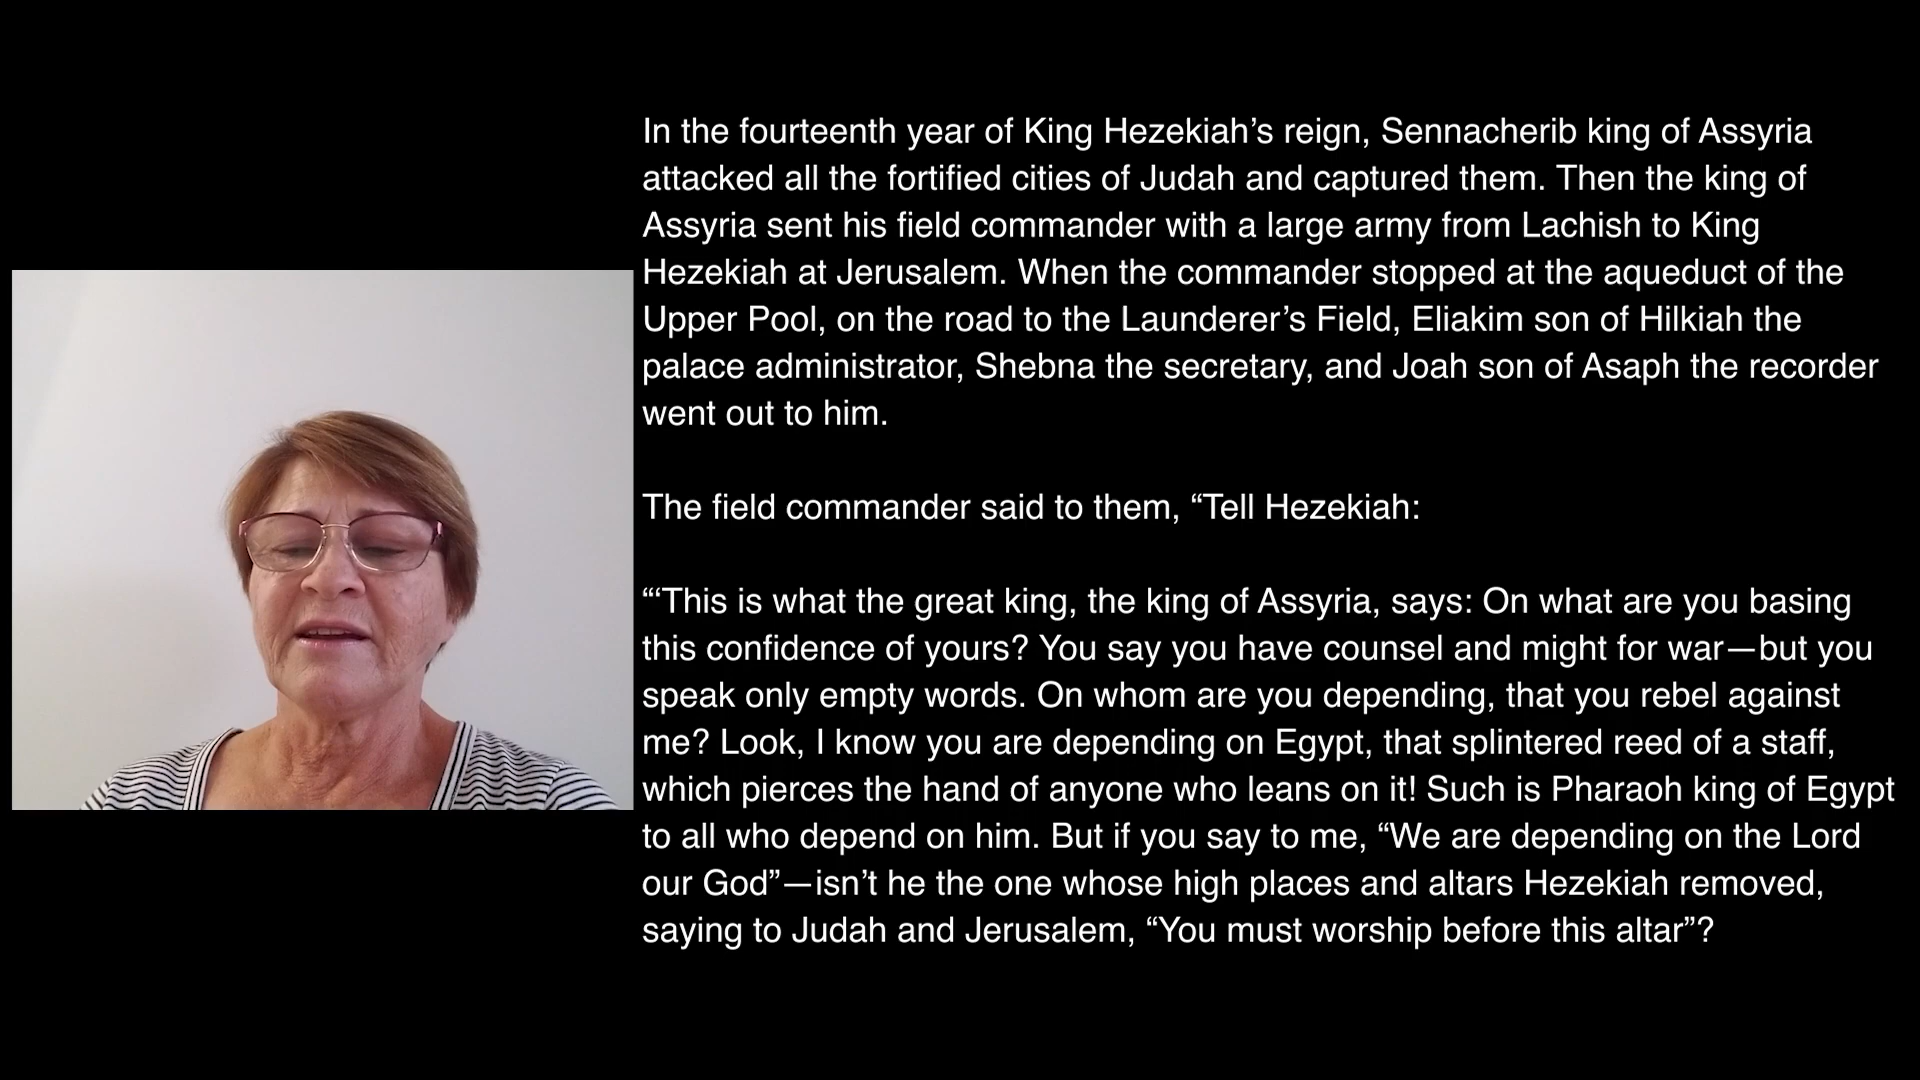 In the fourteenth year of King Hezekiah’s reign, Sennacherib king of Assyria
attacked all the fortified cities of Judah and captured them. Then the king of
Assyria sent his field commander with a large army from Lachish to King
Hezekiah at Jerusalem. When the commander stopped at the aqueduct of the
Upper Pool, on the road to the Launderer’s Field, Eliakim son of Hilkiah the
palace administrator, Shebna the secretary, and Joah son of Asaph the recorder
went out to him.
The field commander said to them, “Tell Hezekiah:
“‘This is what the great king, the king of Assyria, says: On what are you basing
this confidence of yours? You say you have counsel and might for war—but you
speak only empty words. On whom are you depending, that you rebel against
me? Look, I know you are depending on Egypt, that splintered reed of a staff,
which pierces the hand of anyone who leans on it! Such is Pharaoh king of Egypt
to all who depend on him. But if you say to me, “We are depending on the Lord
our God”—isn’t he the one whose high places and altars Hezekiah removed,
saying to Judah and Jerusalem, “You must worship before this altar”?